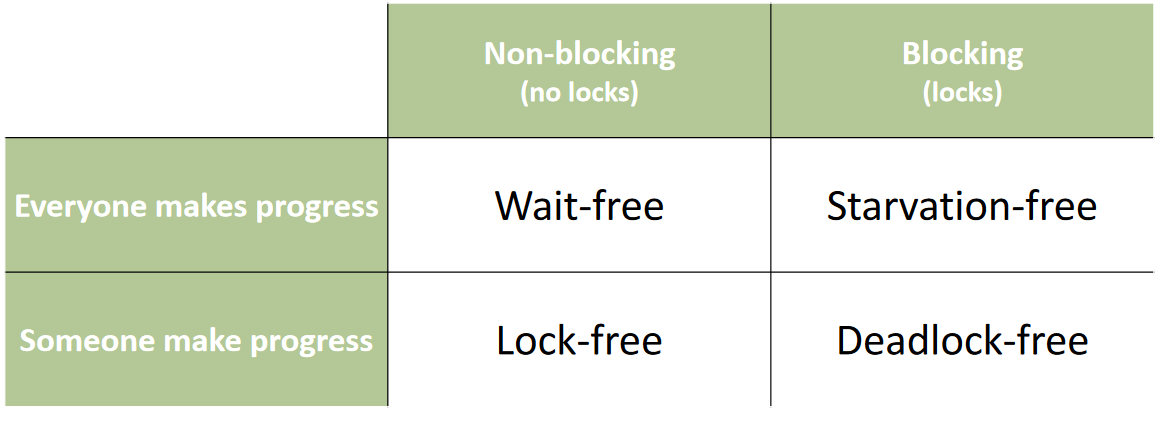 Non-blocking
(no locks)
Blocking
(locks)
Everyone makes progress
Wait-free
Starvation-free
Someone make progress
Lock-free
Deadlock-free